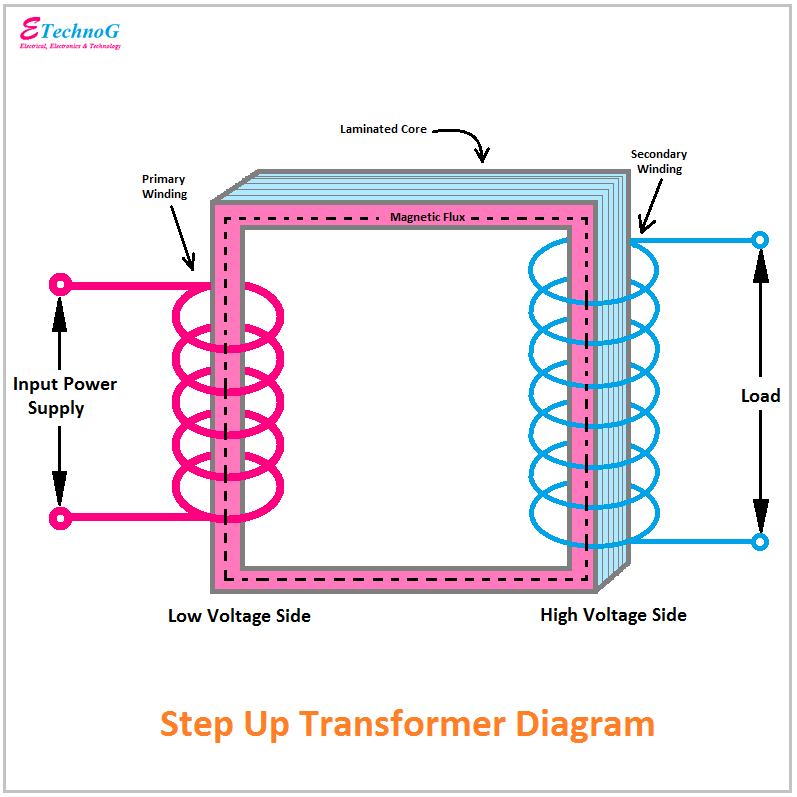 ETechnoG
Electrical, Electronics & Technology
Laminated Core
Primary
Winding
Secondary
Winding
Magnetic Flux
Input Power
Supply
Load
Low Voltage Side
High Voltage Side
Step Up Transformer Diagram